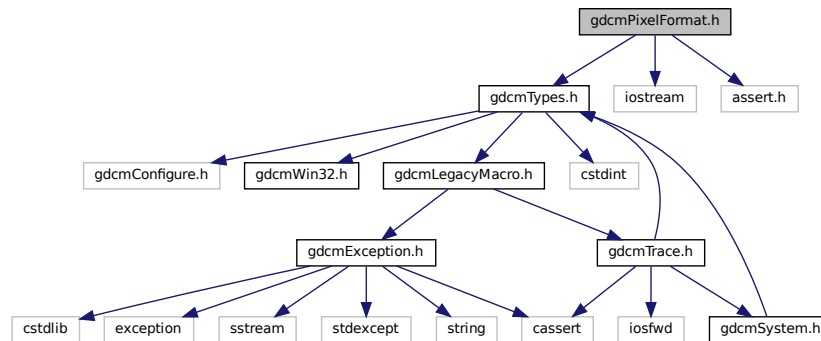 gdcmPixelFormat.h
gdcmTypes.h
iostream
assert.h
gdcmConfigure.h
gdcmWin32.h
gdcmLegacyMacro.h
cstdint
gdcmException.h
gdcmTrace.h
cstdlib
exception
sstream
stdexcept
string
cassert
iosfwd
gdcmSystem.h